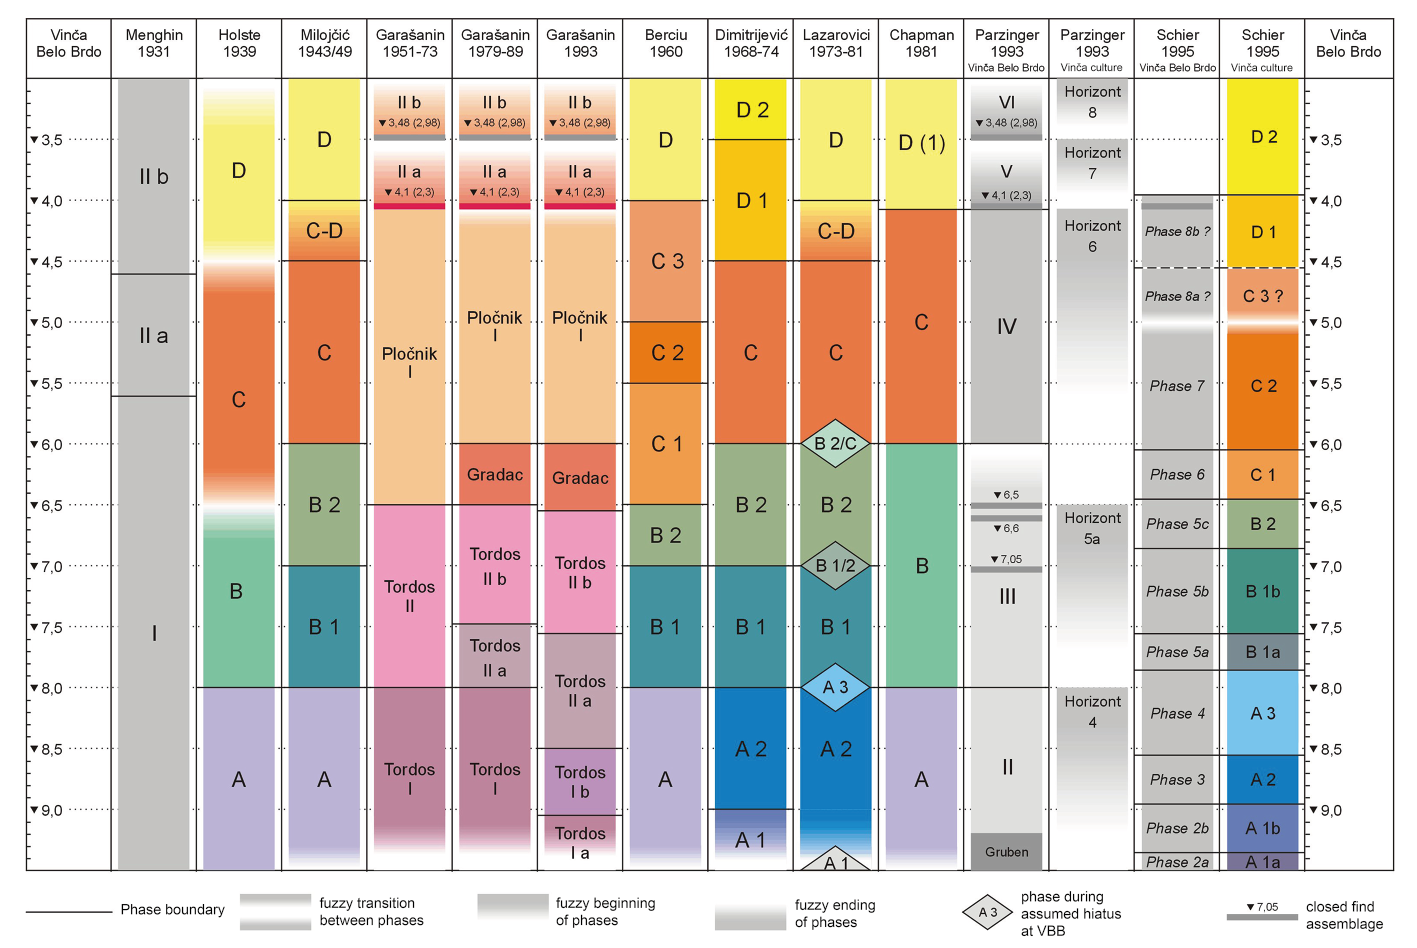 Vinča
Belo Brdo
Menghin
1931
Holste
1939
Milojčić
1943/49
Garašanin
1951-73
Garašanin
1979-89
Garašanin
1993
Berciu
1960
Dimitrijević
1968-74
Lazarovici
1973-81
Chapman
1981
Parzinger
1993
Vinča Belo Brdo
Parzinger
1993
Vinča culture
Schier
1995
Vinča Belo Brdo
Schier
1995
Vinča culture
Vinča
Belo Brdo
▼3,5
▼4,0
▼4,5
▼5,0
▼5,5
▼6,0
▼6,5
▼7,0
▼7,5
▼8,0
▼8,5
▼9,0
II b
II a
I
D
C
B
A
D
C-D
C
B 2
B 1
A
II b
▼3,48 (2,98)
II a
▼4,1 (2,3)
Pločnik
I
Tordos
II
Tordos
I
II b
▼3,48 (2,98)
II a
▼4,1 (2,3)
Pločnik
I
Gradac
Tordos
II b
Tordos
II a
Tordos
I
II b
▼3,48 (2,98)
II a
▼4,1 (2,3)
Pločnik
I
Gradac
Tordos
II b
Tordos
II a
Tordos
I b
Tordos
I a
D
C 3
C 2
C 1
B 2
B 1
A
D 2
D 1
C
B 2
B 1
A 2
A 1
D
C-D
C
B 2/C
B 2
B 1/2
B 1
A 3
A 2
A 1
D (1)
C
B
A
VI
▼3,48 (2,98)
V
▼4,1 (2,3)
IV
▼6,5
▼6,6
▼7,05
III
II
Gruben
Horizont
8
Horizont
7
Horizont
6
Horizont
5a
Horizont
4
Phase 8b ?
Phase 8a ?
Phase 7
Phase 6
Phase 5c
Phase 5b
Phase 5a
Phase 4
Phase 3
Phase 2b
Phase 2a
D 2
D 1
C 3 ?
C 2
C 1
B 2
B 1b
B 1a
A 3
A 2
A 1b
A 1a
▼3,5
▼4,0
▼4,5
▼5,0
▼5,5
▼6,0
▼6,5
▼7,0
▼7,5
▼8,0
▼8,5
▼9,0
Phase boundary
fuzzy transition
between phases
fuzzy beginning
of phases
fuzzy ending
of phases
A 3
phase during
assumed hiatus
at VBB
▼7,05
closed find
assemblage